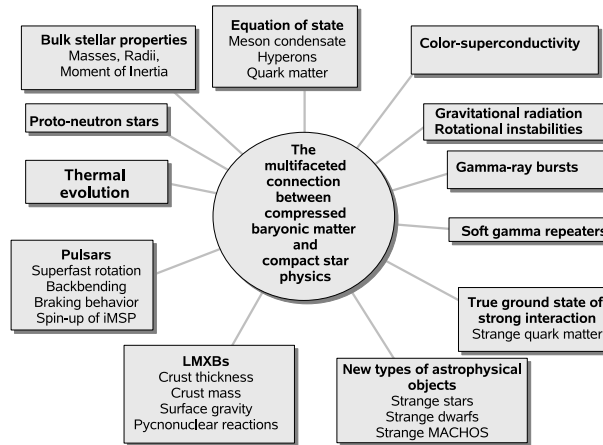 Equation of state
Meson condensate
Hyperons
Quark matter
Bulk stellar properties
Masses, Radii,
Moment of Inertia
Color-superconductivity
Proto-neutron stars
Gravitational radiation
Rotational instabilities
Thermal
evolution
The
multifaceted
connection
between
compressed
baryonic matter
and
compact star
physics
Gamma-ray bursts
Soft gamma repeaters
Pulsars
Superfast rotation
Backbending
Braking behavior
Spin-up of iMSP
True ground state of
strong interaction
Strange quark matter
LMXBs
Crust thickness
Crust mass
Surface gravity
Pycnonuclear reactions
New types of astrophysical
objects
Strange stars
Strange dwarfs
Strange MACHOS